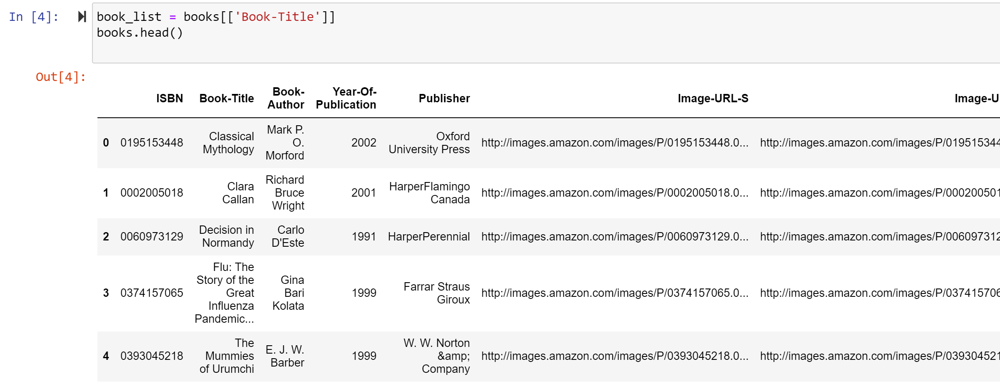 In [4]: book_list = books[['Book-Title']]
books.head()
Out[4]:
ISBN Book-Title Book-Author Year-Of-Publication Publisher Image-URL-S Image-U
0 0195153448 Classical Mythology Mark P. O. Morford 2002 Oxford University Press http://images.amazon.com/images/P/0195153448.0... http://images.amazon.com/images/P/019515344
1 0002005018 Clara Callan Richard Bruce Wright 2001 HarperFlamingo Canada http://images.amazon.com/images/P/0002005018.0... http://images.amazon.com/images/P/000200501
2 0060973129 Decision in Normandy Carlo D'Este 1991 HarperPerennial http://images.amazon.com/images/P/0060973129.0... http://images.amazon.com/images/P/006097312
3 0374157065 Flu: The Story of the Great Influenza Pandemic... Gina Bari Kolata 1999 Farrar Straus Giroux http://images.amazon.com/images/P/0374157065.0... http://images.amazon.com/images/P/037415706
4 0393045218 The Mummies of Urumchi E. J. W. Barber 1999 W. W. Norton &amp; Company http://images.amazon.com/images/P/0393045218.0... http://images.amazon.com/images/P/039304521